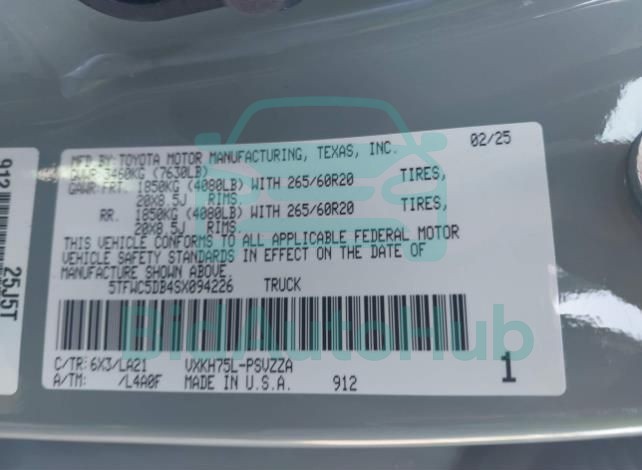 MFD BY: TOYOTA MOTOR MANUFACTURING, TEXAS, INC. 02/25
GVWR 3460KG (7630LB)
GAWR FRT. 1850KG (4080LB) WITH 265/60R20 TIRES,
20X8.5J RIMS.
RR. 1850KG (4080LB) WITH 265/60R20 TIRES,
20X8.5J RIMS.
THIS VEHICLE CONFORMS TO ALL APPLICABLE FEDERAL MOTOR
VEHICLE SAFETY STANDARDS IN EFFECT ON THE DATE OF
MANUFACTURE SHOWN ABOVE.
5TFWC5DB4SX094226 TRUCK
C/TR: 6X3/LA21 VXKH75L-PSVZZA
A/TM: /L4A0F MADE IN U.S.A. 912 1
912 25J5T
BidAutoHub